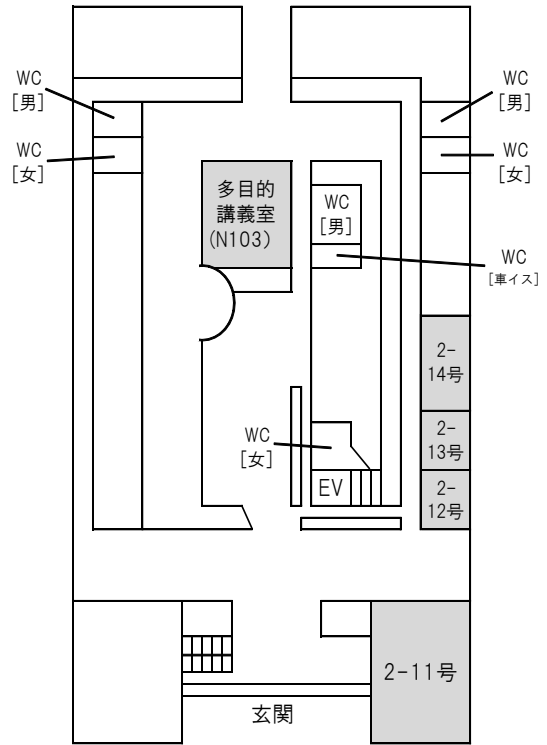 WC
[男]
WC
[女]
WC
[男]
WC
[女]
多目的
講義室
(N103)
WC
[男]
WC
[車イス]
2-
14号
2-
13号
2-
12号
WC
[女]
EV
2-11号
玄関